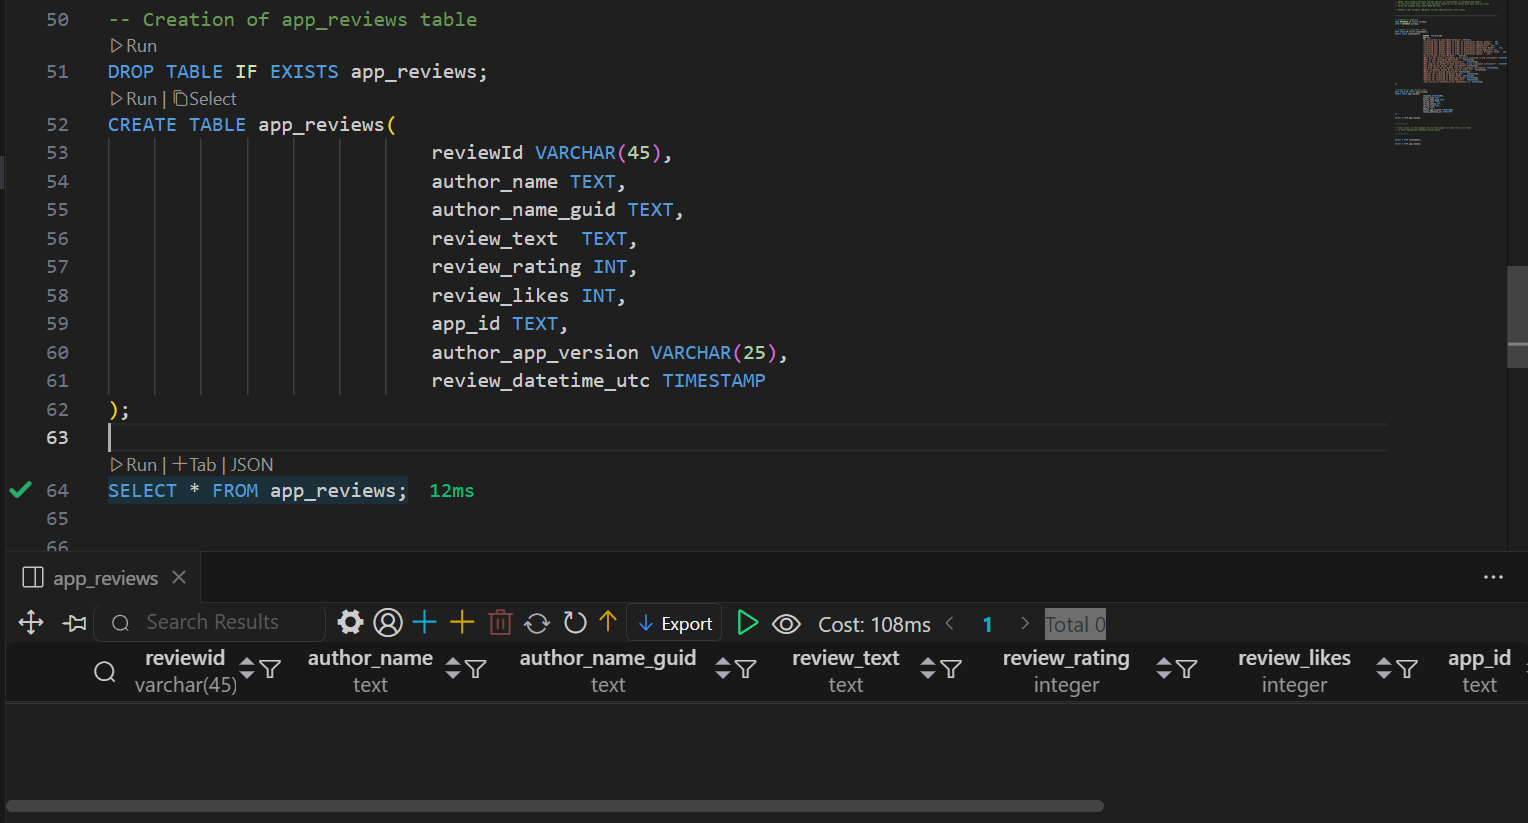 50 -- Creation of app_reviews table
Run
51 DROP TABLE IF EXISTS app_reviews;
Run | Select
52 CREATE TABLE app_reviews(
53 reviewId VARCHAR(45),
54 author_name TEXT,
55 author_name_guid TEXT,
56 review_text  TEXT,
57 review_rating INT,
58 review_likes INT,
59 app_id TEXT,
60 author_app_version VARCHAR(25),
61 review_datetime_utc TIMESTAMP
62 );
63
Run | Tab | JSON
64 SELECT * FROM app_reviews; 12ms
65
66
app_reviews
Search Results Export Cost: 108ms 1 Total 0
reviewid author_name author_name_guid review_text review_rating review_likes app_id
varchar(45) text text text integer integer text